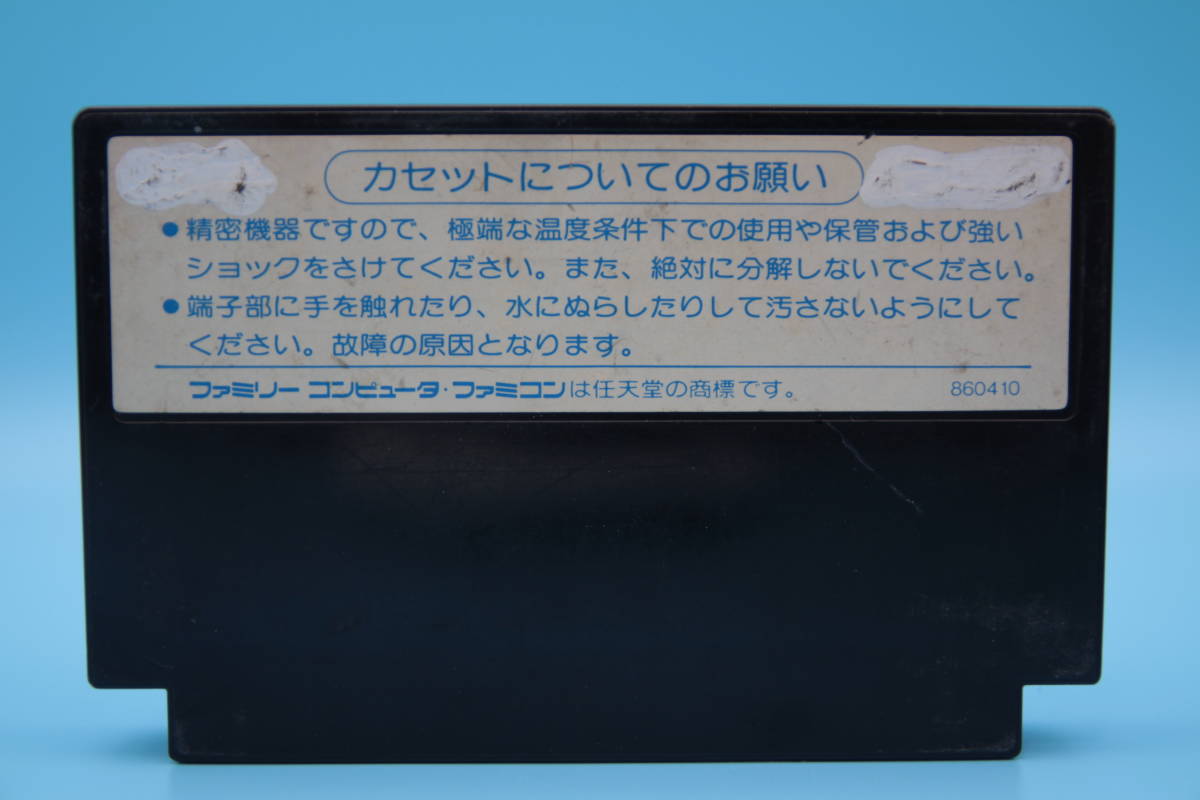 カセットについてのお願い
●精密機器ですので、極端な温度条件下での使用や保管および強い
ショックをさけてください。また、絶対に分解しないでください。
●端子部に手を触れたり、水にぬらしたりして汚さないようにして
ください。故障の原因となります。
ファミリー コンピュータ・ファミコンは任天堂の商標です。 860410